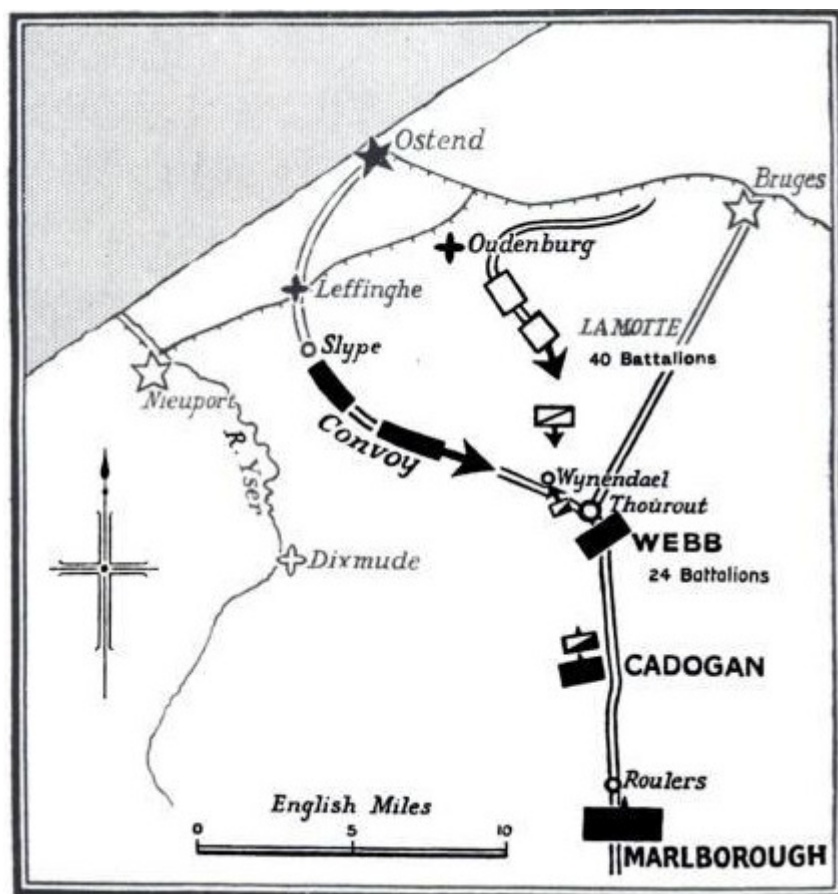 Ostend
Bruges
Oudenburg
Leffinghe
LA MOTTE
40 Battalions
Slype
Nieuport
Convoy
R. Yser
Wynendael
Thoùrout
WEBB
24 Battalions
Dixmude
CADOGAN
Roulers
English Miles
0 5 10
MARLBOROUGH